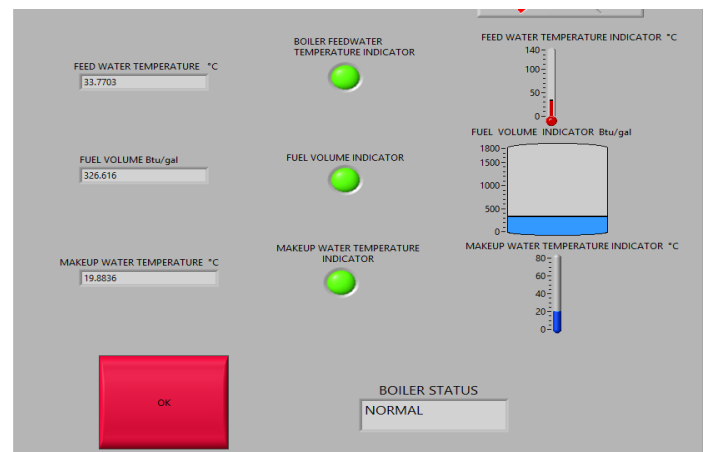 BOILER FEEDWATER
TEMPERATURE INDICATOR
FEED WATER TEMPERATURE INDICATOR °C
FEED WATER TEMPERATURE °C
33.7703
140
100
50
0
FUEL VOLUME INDICATOR Btu/gal
FUEL VOLUME Btu/gal
326.616
FUEL VOLUME INDICATOR
1800
1500
1000
500
0
MAKEUP WATER TEMPERATURE
INDICATOR
MAKEUP WATER TEMPERATURE INDICATOR °C
MAKEUP WATER TEMPERATURE °C
19.8836
80
60
40
20
0
OK
BOILER STATUS
NORMAL